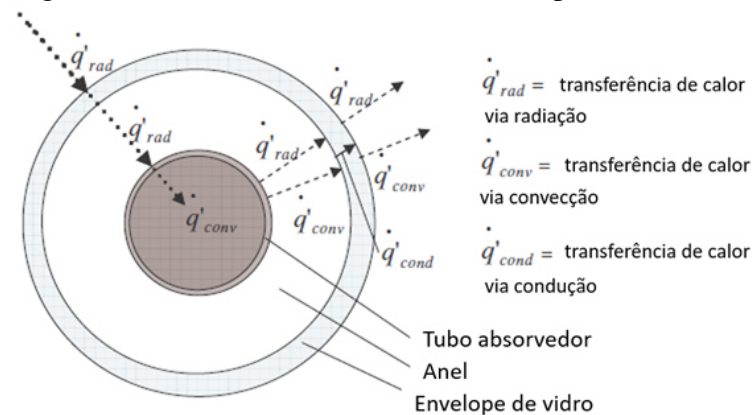 q̇'rad
q̇'rad
q̇'conv
q̇'rad
q̇'rad
q̇'conv
q̇'conv
q̇'cond
q̇'rad = transferência de calor
via radiação
q̇'conv = transferência de calor
via convecção
q̇'cond = transferência de calor
via condução
Tubo absorvedor
Anel
Envelope de vidro